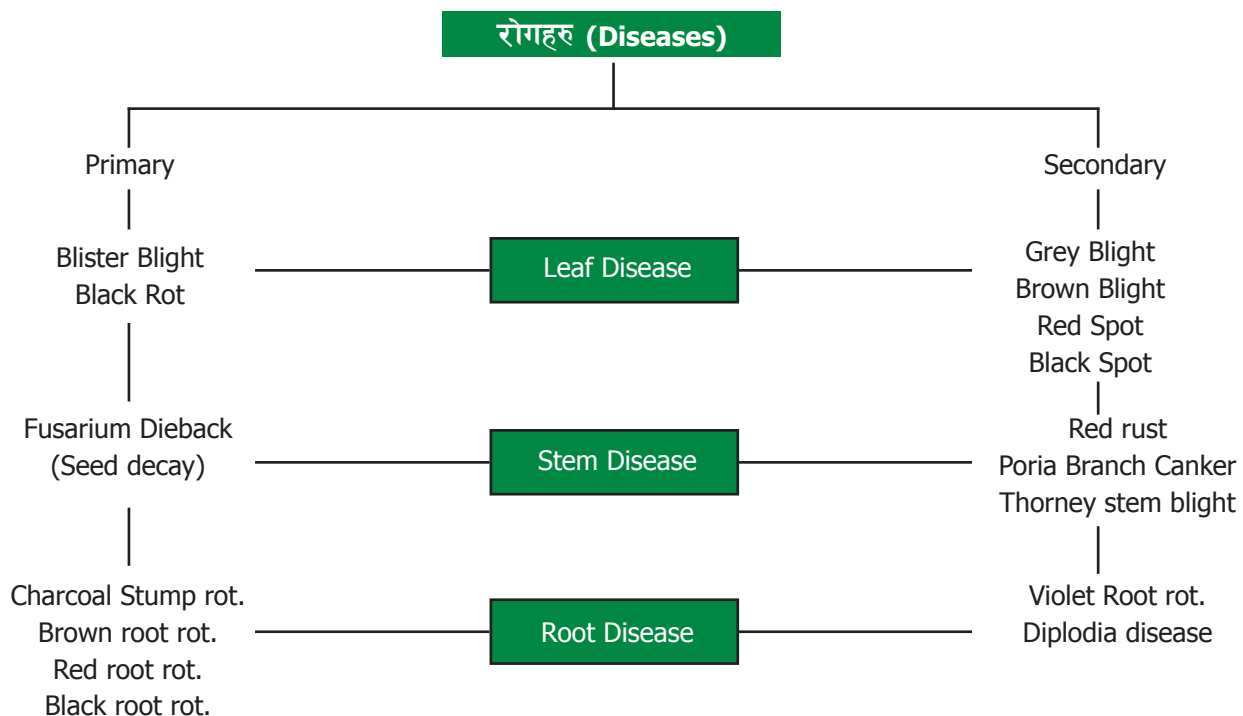 रोगहरु (Diseases)
Primary
Secondary
Blister Blight
Black Rot
Leaf Disease
Grey Blight
Brown Blight
Red Spot
Black Spot
Fusarium Dieback
(Seed decay)
Stem Disease
Red rust
Poria Branch Canker
Thorney stem blight
Charcoal Stump rot.
Brown root rot.
Red root rot.
Black root rot.
Root Disease
Violet Root rot.
Diplodia disease